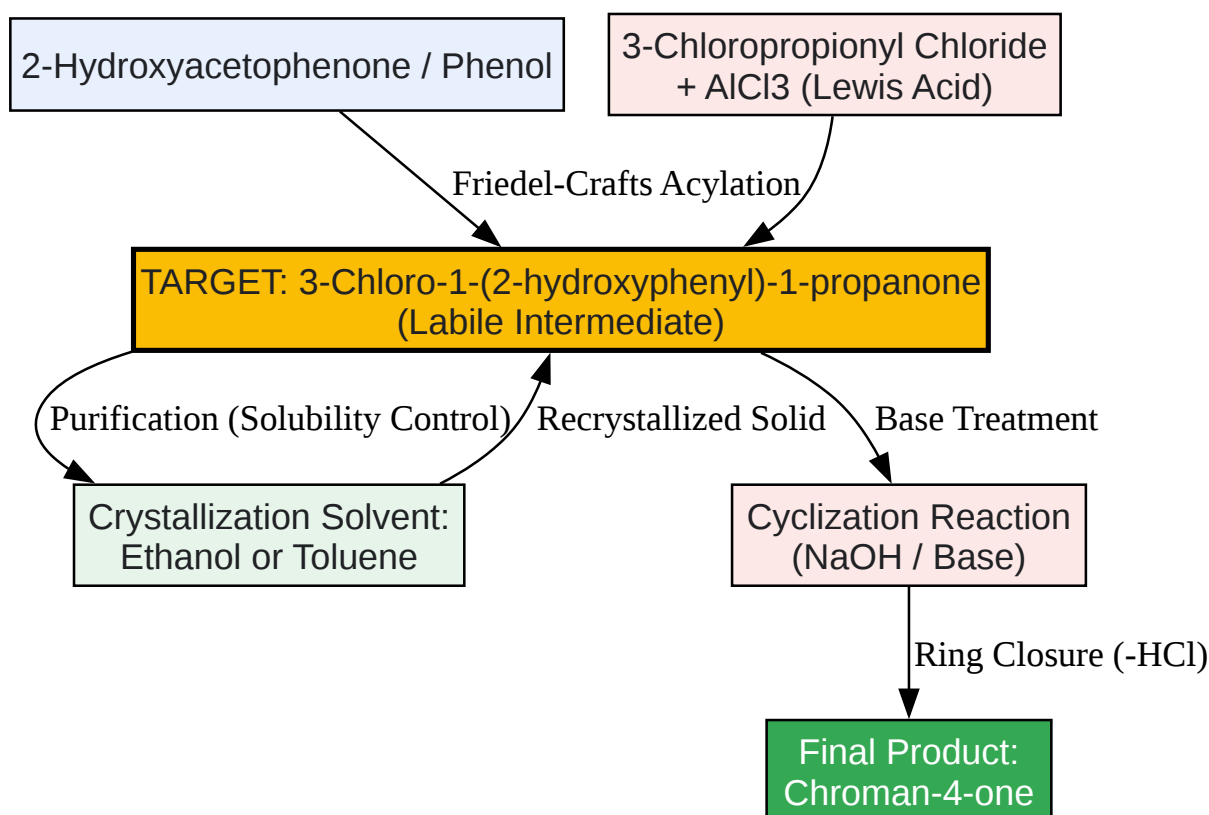 2-Hydroxyacetophenone / Phenol
3-Chloropropionyl Chloride
+ AlCl3 (Lewis Acid)
Friedel-Crafts Acylation
TARGET: 3-Chloro-1-(2-hydroxyphenyl)-1-propanone
(Labile Intermediate)
Purification (Solubility Control)
Recrystallized Solid
Base Treatment
Crystallization Solvent:
Ethanol or Toluene
Cyclization Reaction
(NaOH / Base)
Ring Closure (-HCl)
Final Product:
Chroman-4-one